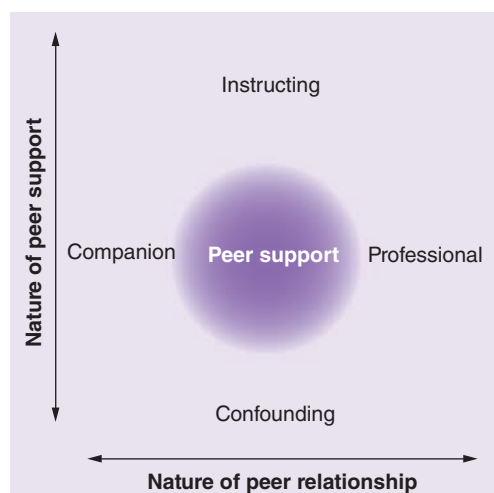 Instructing
Nature of peer support
Companion
Peer support
Professional
Confounding
Nature of peer relationship